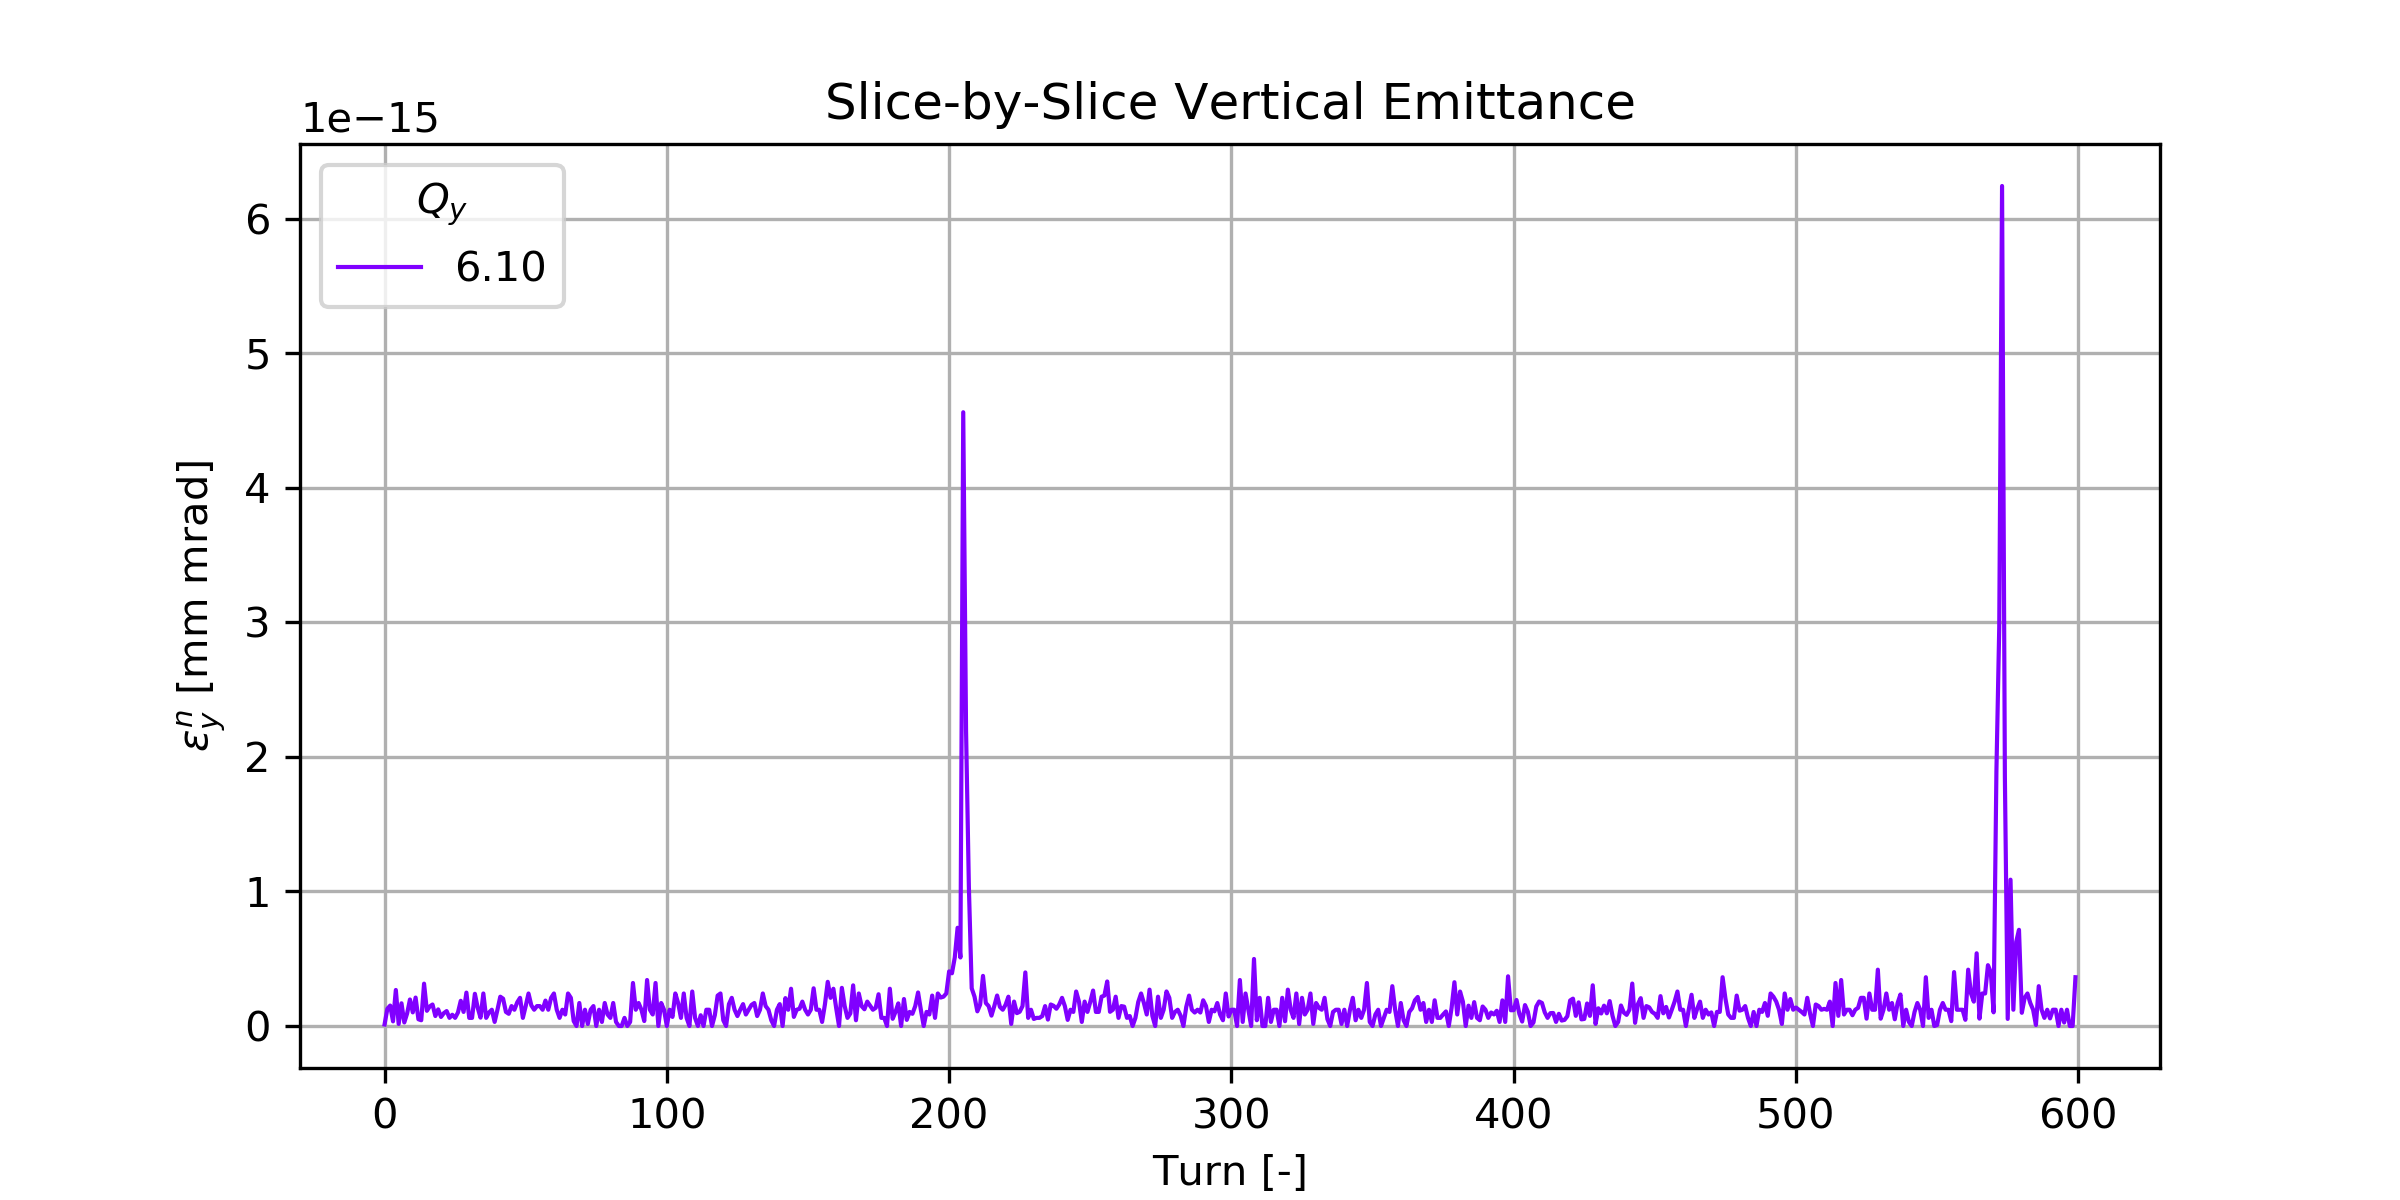 Slice-by-Slice Vertical Emittance
1e−15
Q_y
6.10
6
5
4
3
2
1
0
ε_y^n [mm mrad]
0 100 200 300 400 500 600
Turn [-]